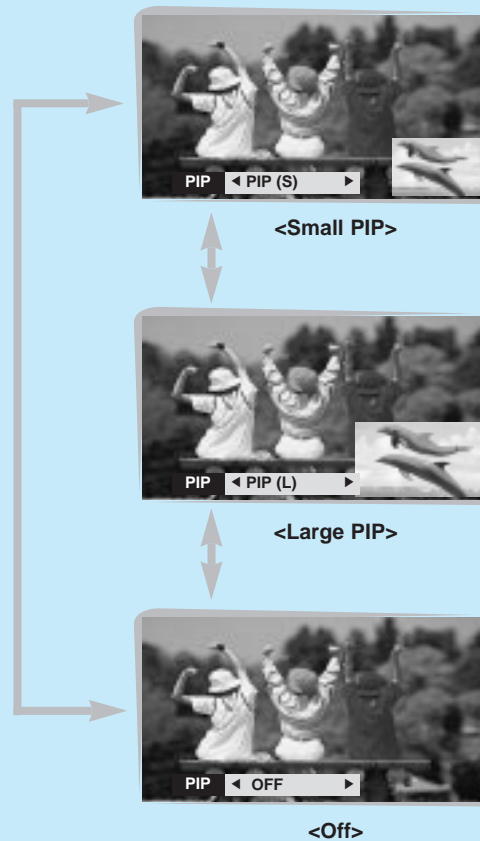 PIP ◀ PIP (S) ▶
<Small PIP>
PIP ◀ PIP (L) ▶
<Large PIP>
PIP ◀ OFF ▶
<Off>